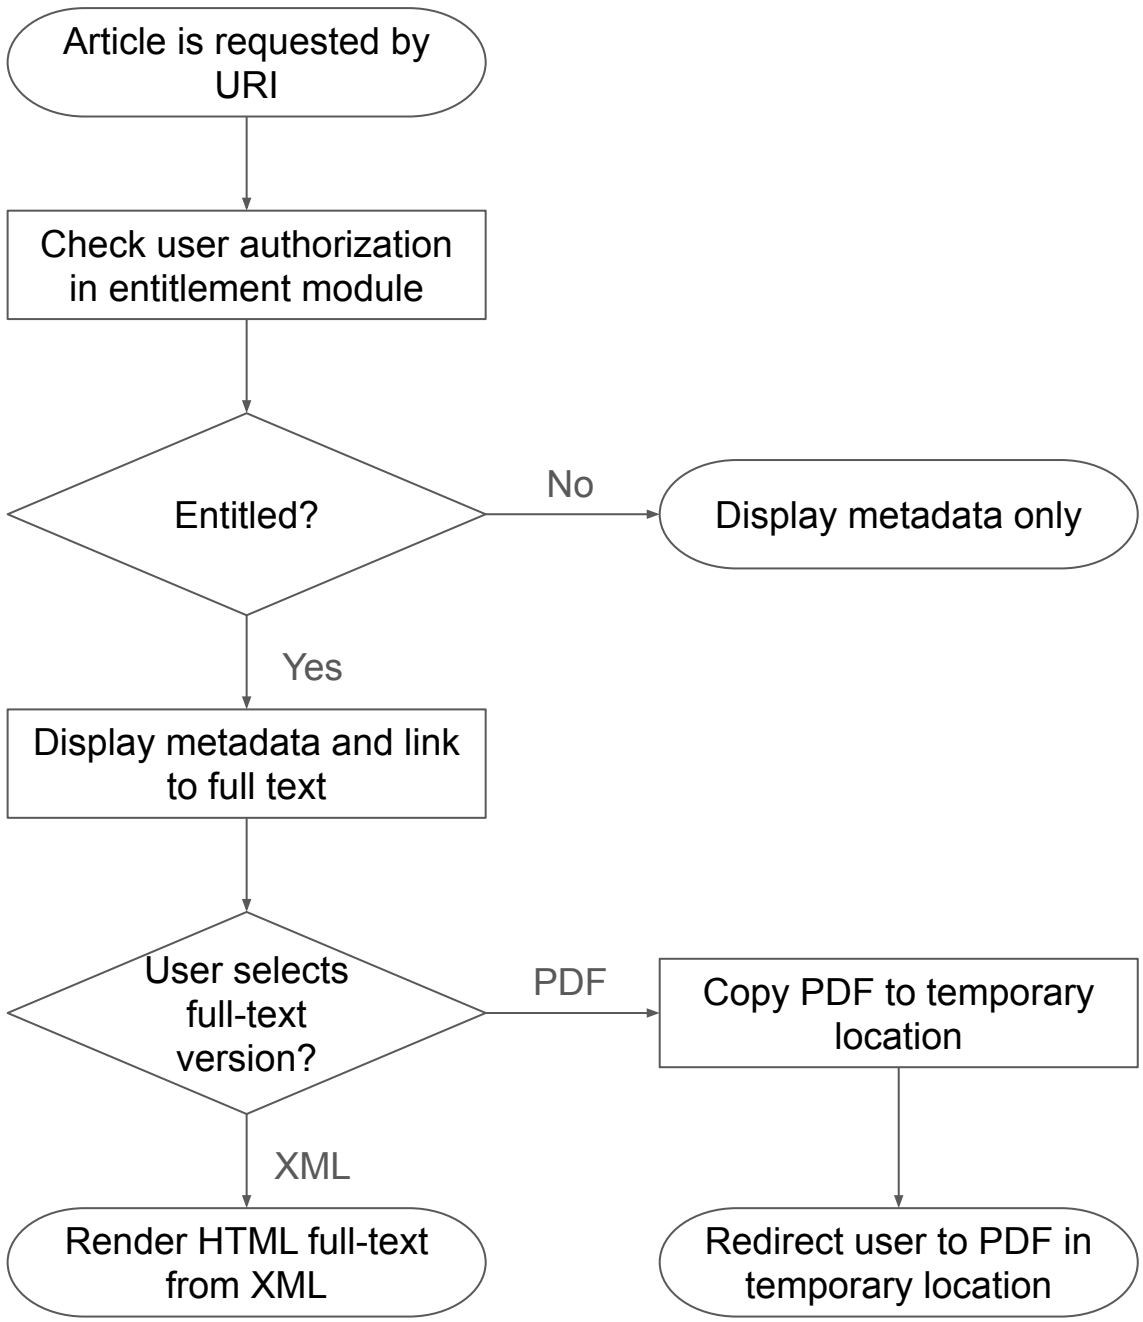 Article is requested by
URI
Check user authorization
in entitlement module
Entitled?
No
Display metadata only
Yes
Display metadata and link
to full text
User selects
full-text
version?
PDF
Copy PDF to temporary
location
XML
Render HTML full-text
from XML
Redirect user to PDF in
temporary location